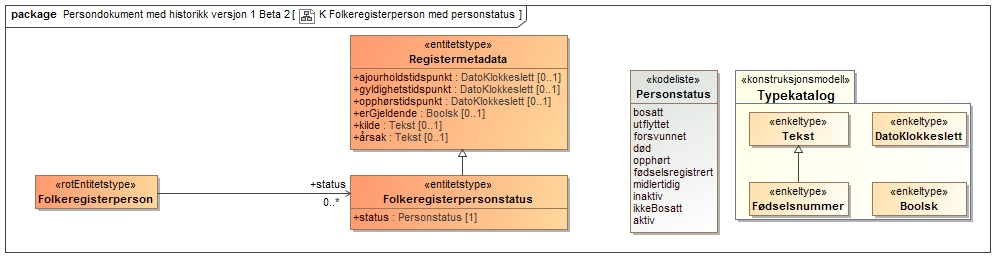 package Persondokument med historikk versjon 1 Beta 2 [ K Folkeregisterperson med personstatus ]
«entitetstype»
Registermetadata
+ajourholdstidspunkt : DatoKlokkeslett [0..1]
+gyldighetstidspunkt : DatoKlokkeslett [0..1]
+opphørstidspunkt : DatoKlokkeslett [0..1]
+erGjeldende : Boolsk [0..1]
+kilde : Tekst [0..1]
+årsak : Tekst [0..1]
«rotEntitetstype»
Folkeregisterperson
+status
0..*
«entitetstype»
Folkeregisterpersonstatus
+status : Personstatus [1]
«kodeliste»
Personstatus
bosatt
utflyttet
forsvunnet
død
opphørt
fødselsregistrert
midlertidig
inaktiv
ikkeBosatt
aktiv
«konstruksjonsmodell»
Typekatalog
«enkeltype»
Tekst
«enkeltype»
DatoKlokkeslett
«enkeltype»
Fødselsnummer
«enkeltype»
Boolsk